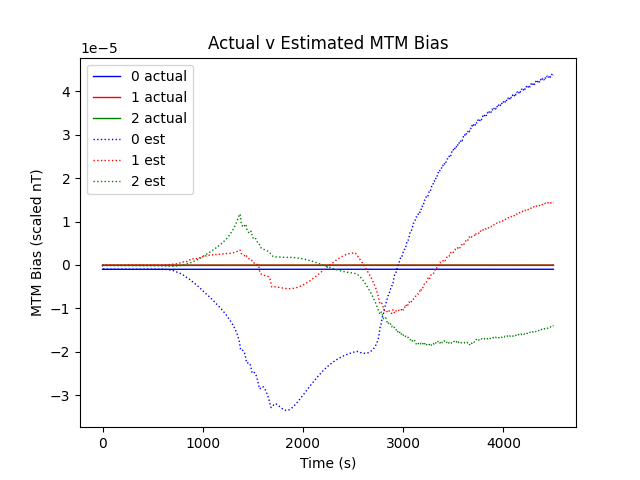 Actual v Estimated MTM Bias
1e−5
0 actual
1 actual
2 actual
0 est
1 est
2 est
4
3
2
1
0
−1
−2
−3
MTM Bias (scaled nT)
0 1000 2000 3000 4000
Time (s)